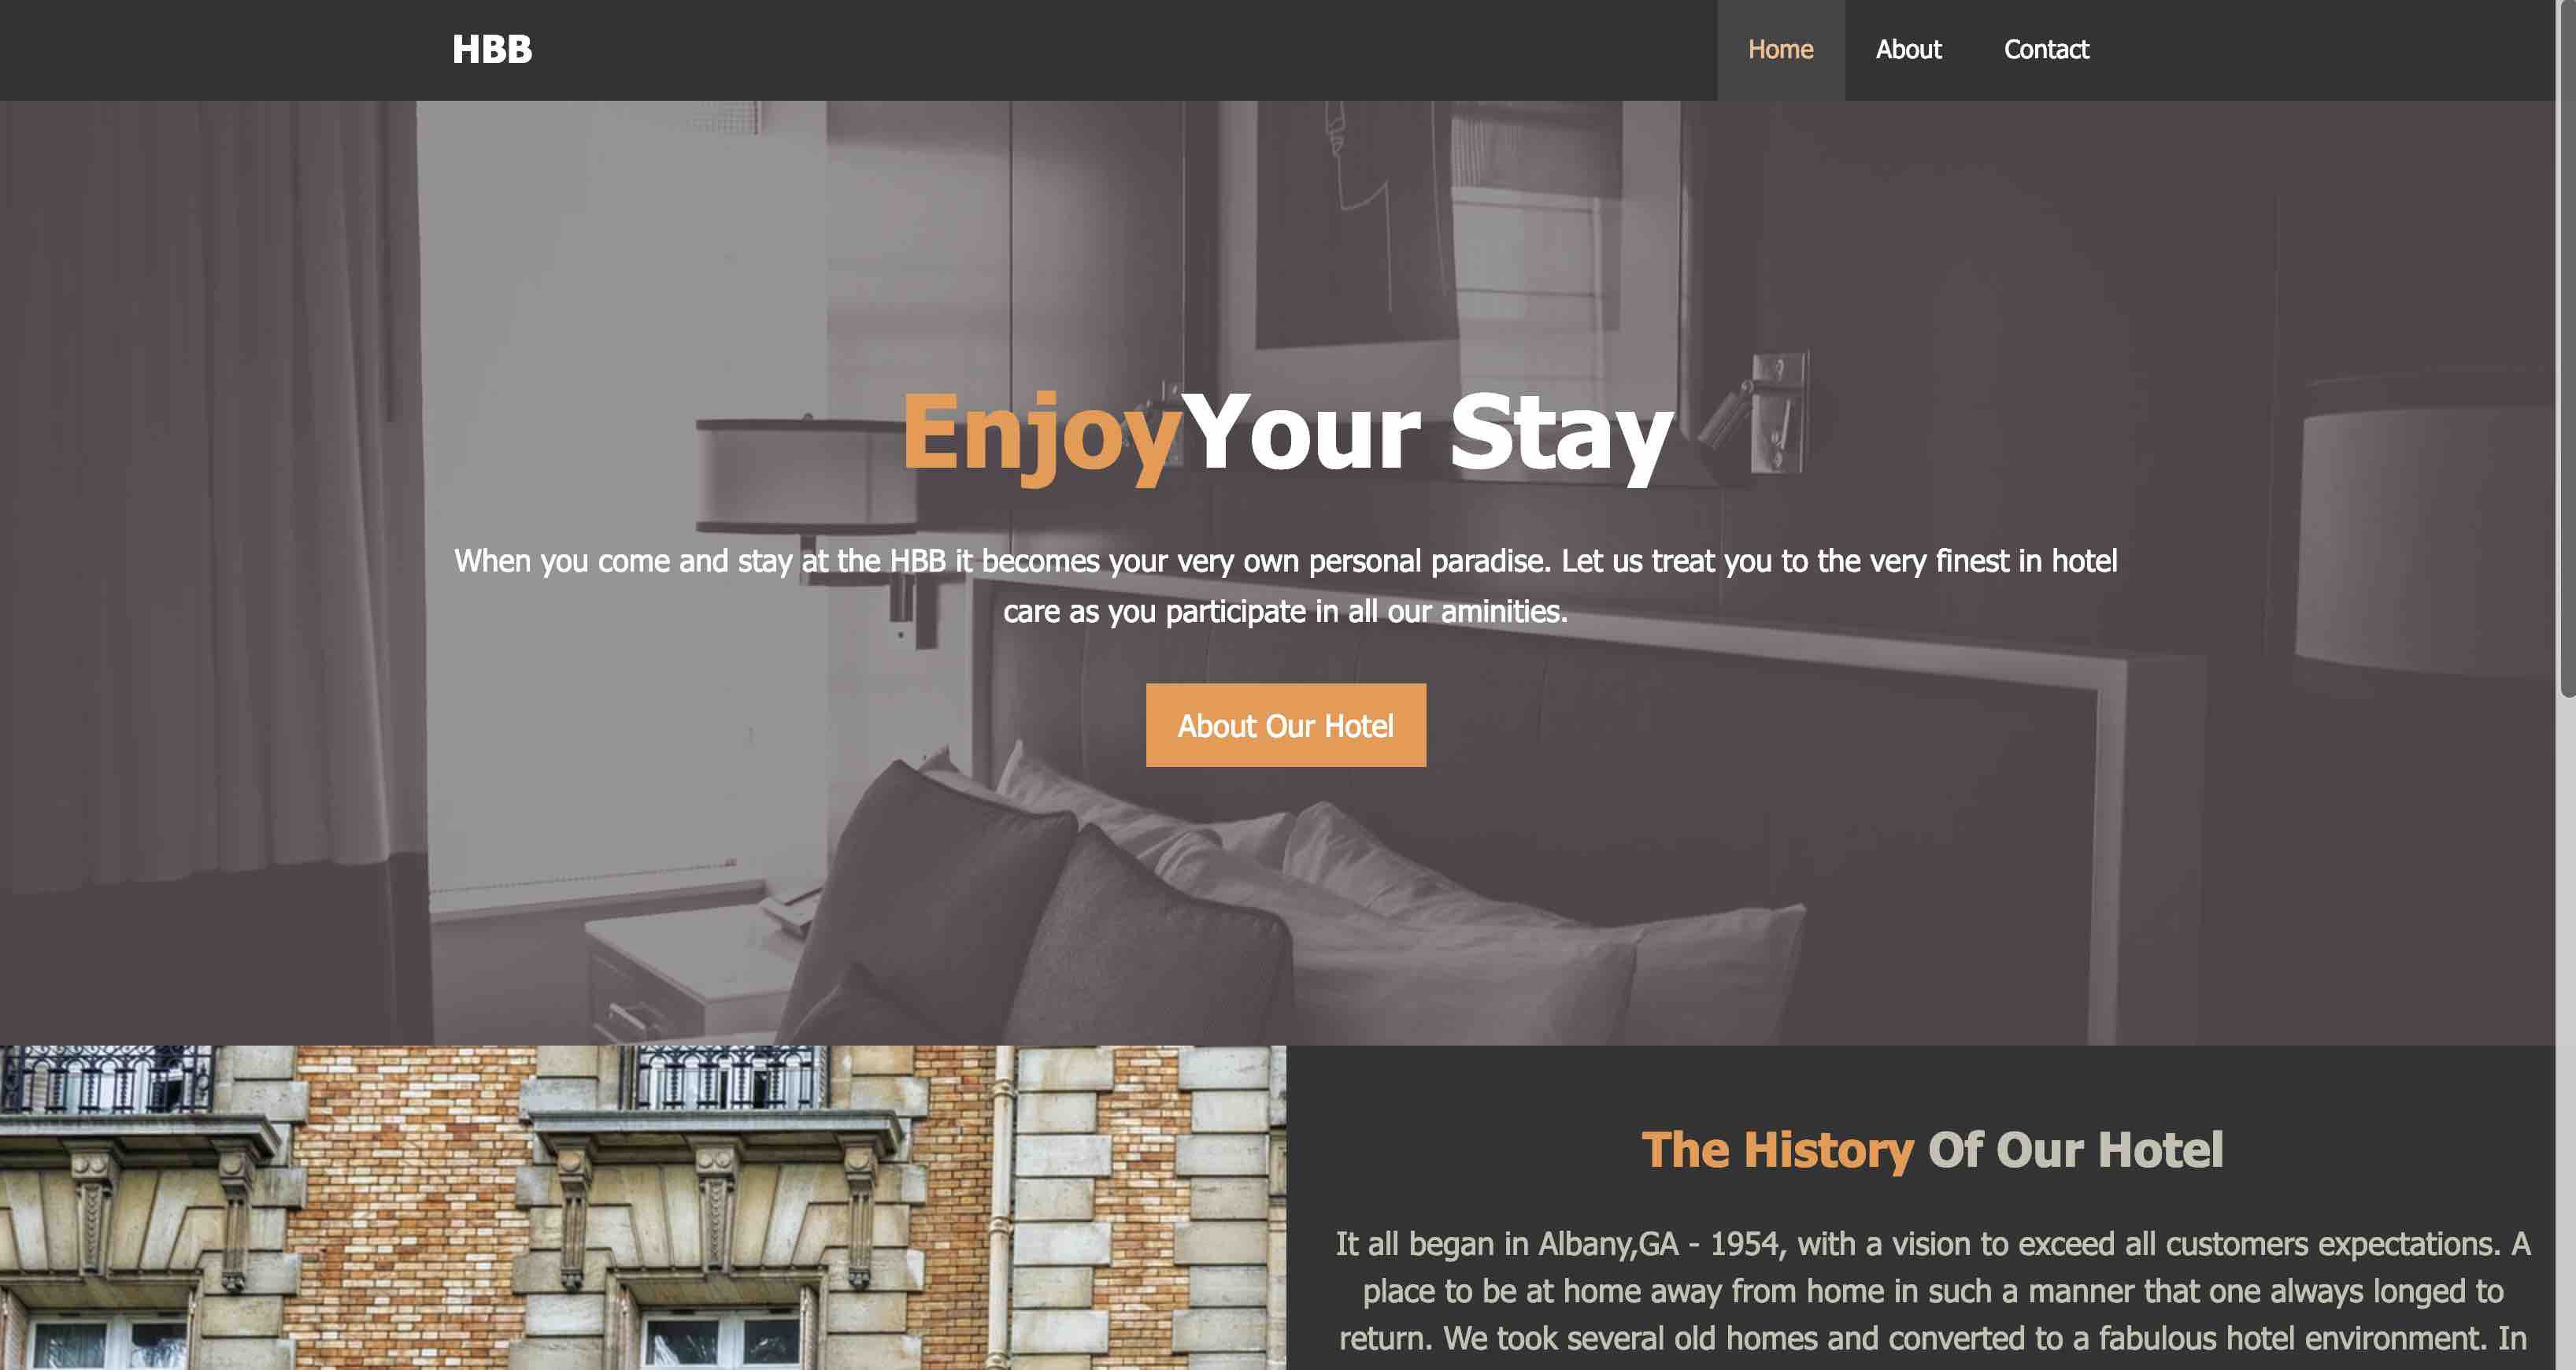 HBB
Home About Contact
EnjoyYour Stay
When you come and stay at the HBB it becomes your very own personal paradise. Let us treat you to the very finest in hotel
care as you participate in all our aminities.
About Our Hotel
The History Of Our Hotel
It all began in Albany,GA - 1954, with a vision to exceed all customers expectations. A
place to be at home away from home in such a manner that one always longed to
return. We took several old homes and converted to a fabulous hotel environment. In